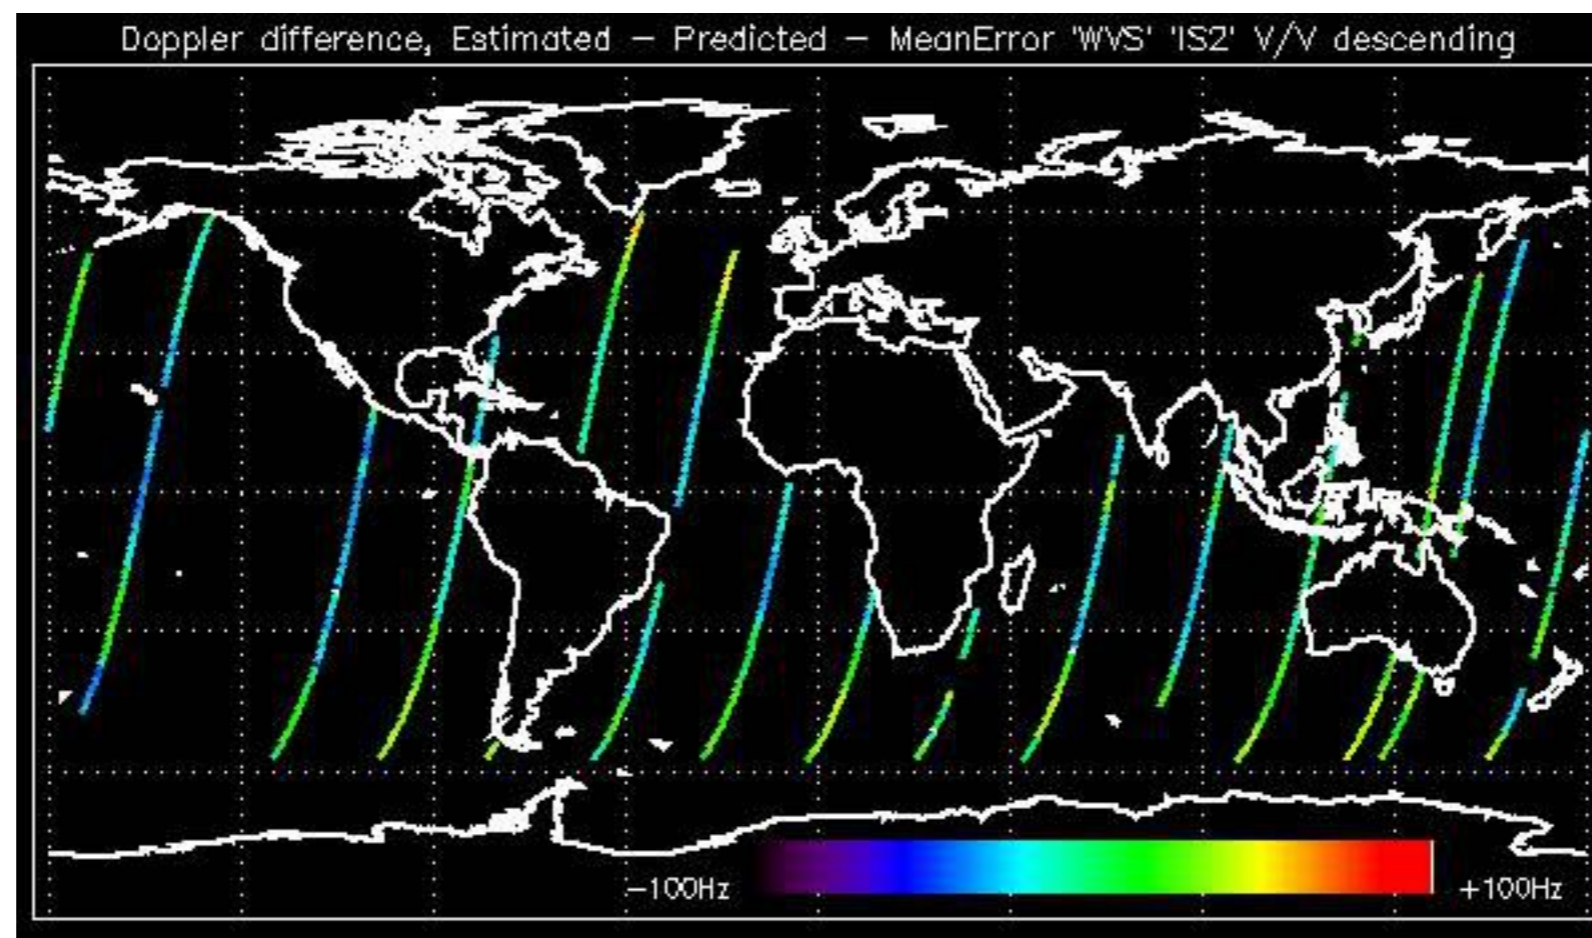 Doppler difference, Estimated — Predicted — MeanError 'WVS' 'IS2' V/V descending
−100Hz
+100Hz